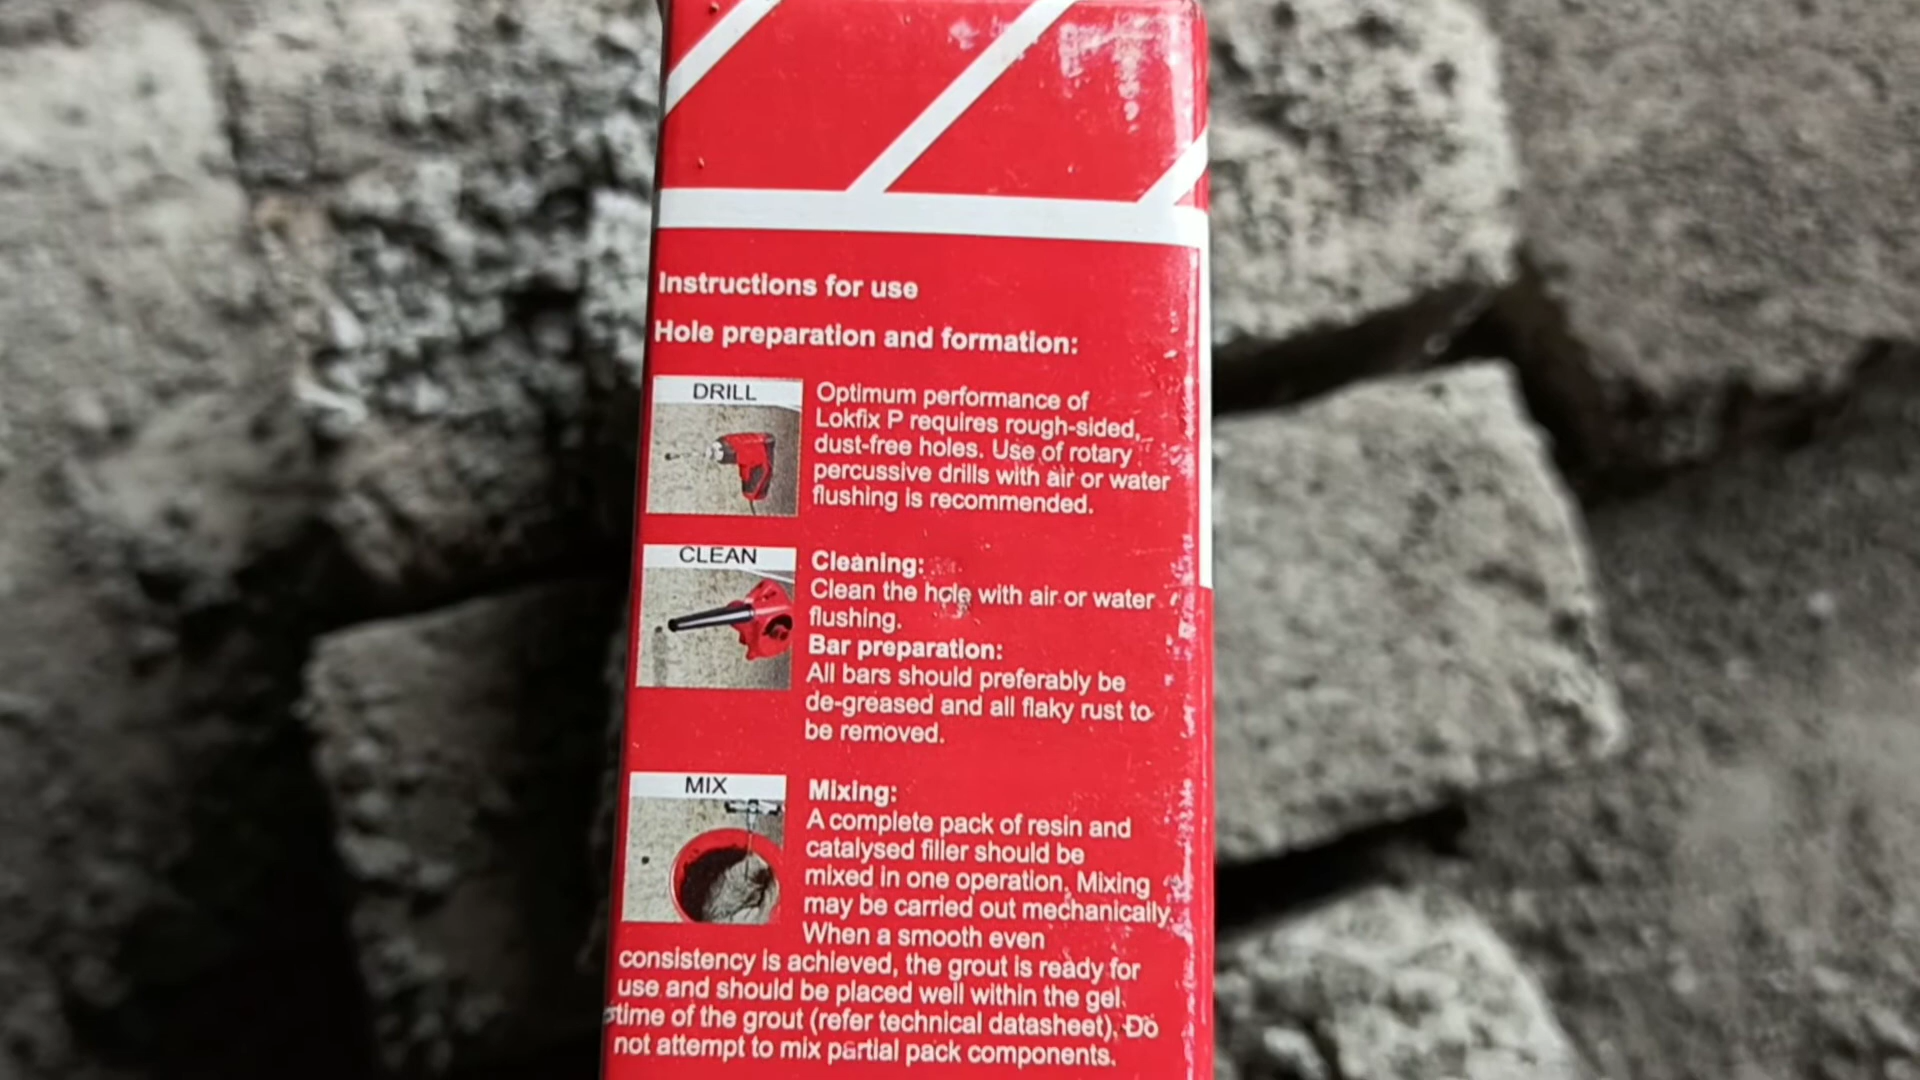 Instructions for use
Hole preparation and formation:
DRILL
Optimum performance of
Lokfix P requires rough-sided,
dust-free holes. Use of rotary
percussive drills with air or water
flushing is recommended.
CLEAN
Cleaning:
Clean the hole with air or water
flushing.
Bar preparation:
All bars should preferably be
de-greased and all flaky rust to
be removed.
MIX
Mixing:
A complete pack of resin and
catalysed filler should be
mixed in one operation. Mixing
may be carried out mechanically.
When a smooth even
consistency is achieved, the grout is ready for
use and should be placed well within the gel
time of the grout (refer technical datasheet). Do
not attempt to mix partial pack components.